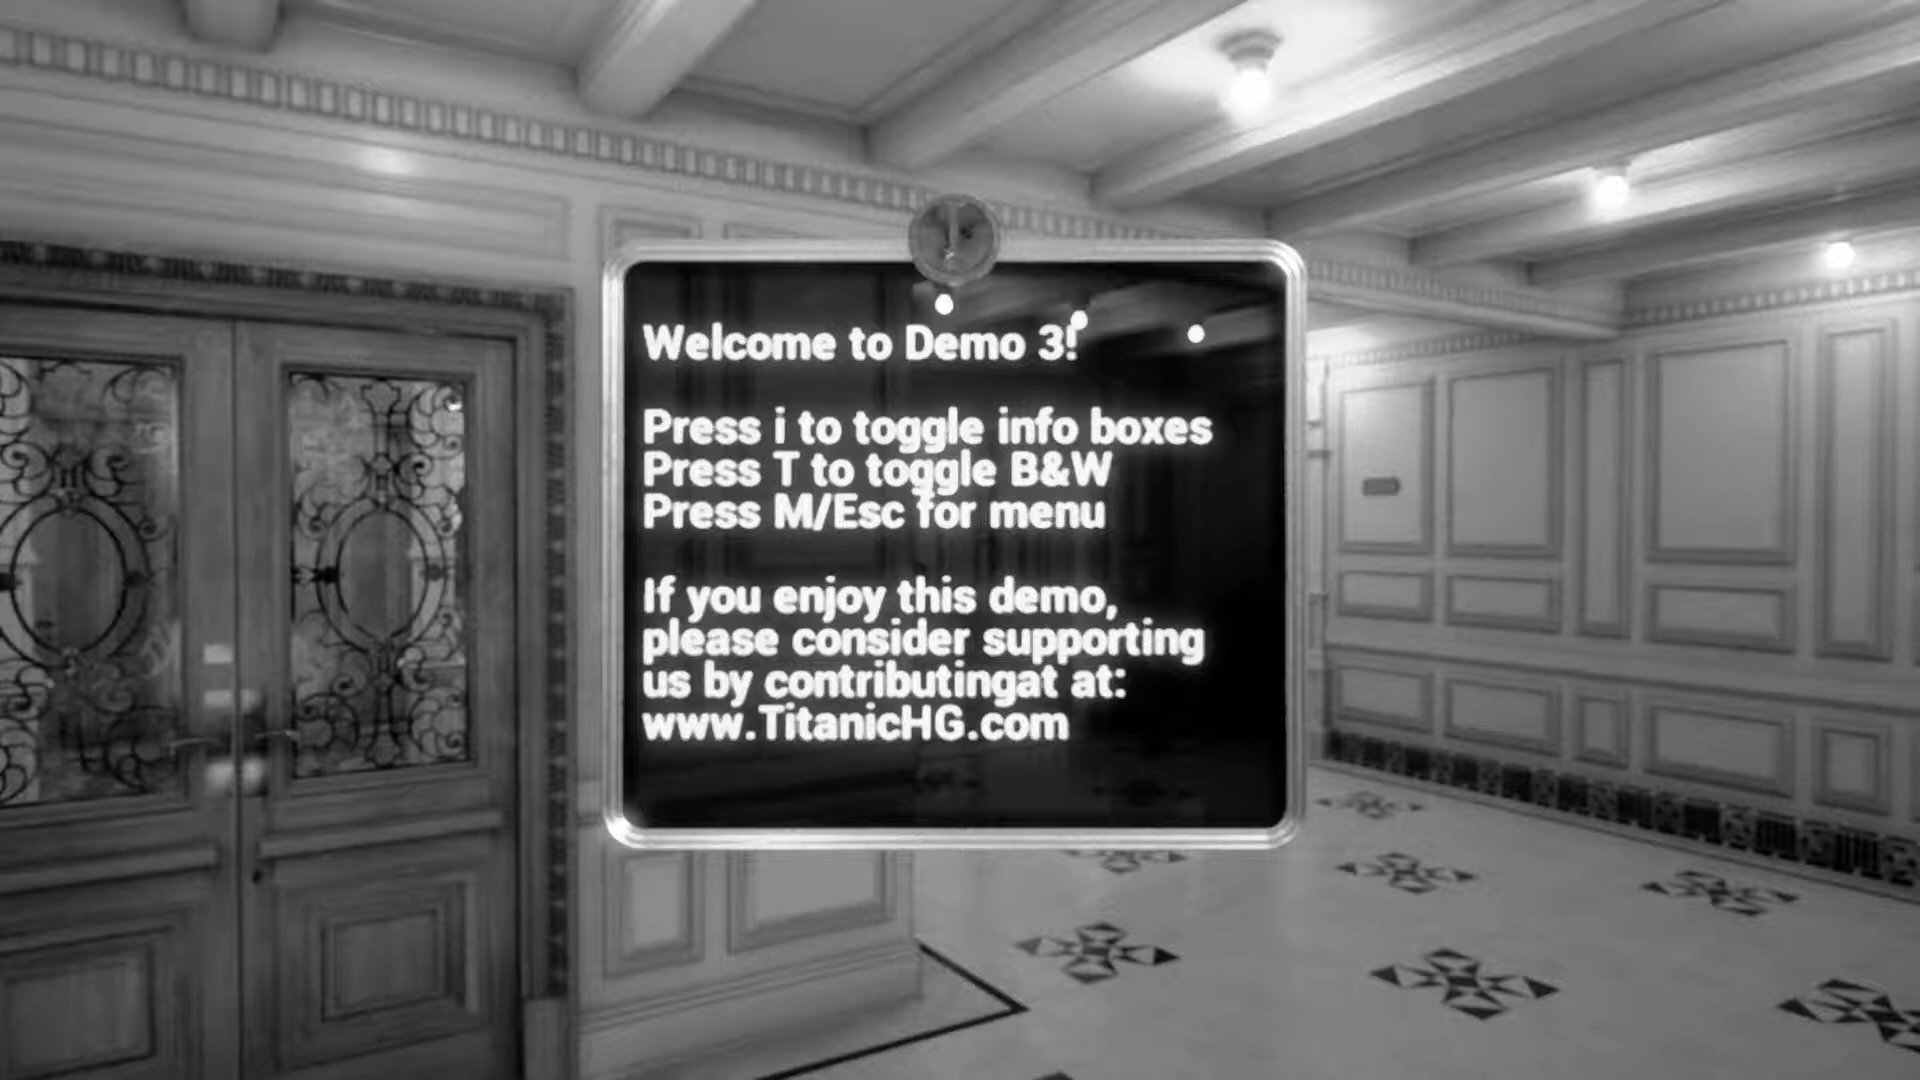 Welcome to Demo 3!
Press i to toggle info boxes
Press T to toggle B&W
Press M/Esc for menu
If you enjoy this demo,
please consider supporting
us by contributingat at:
www.TitanicHG.com